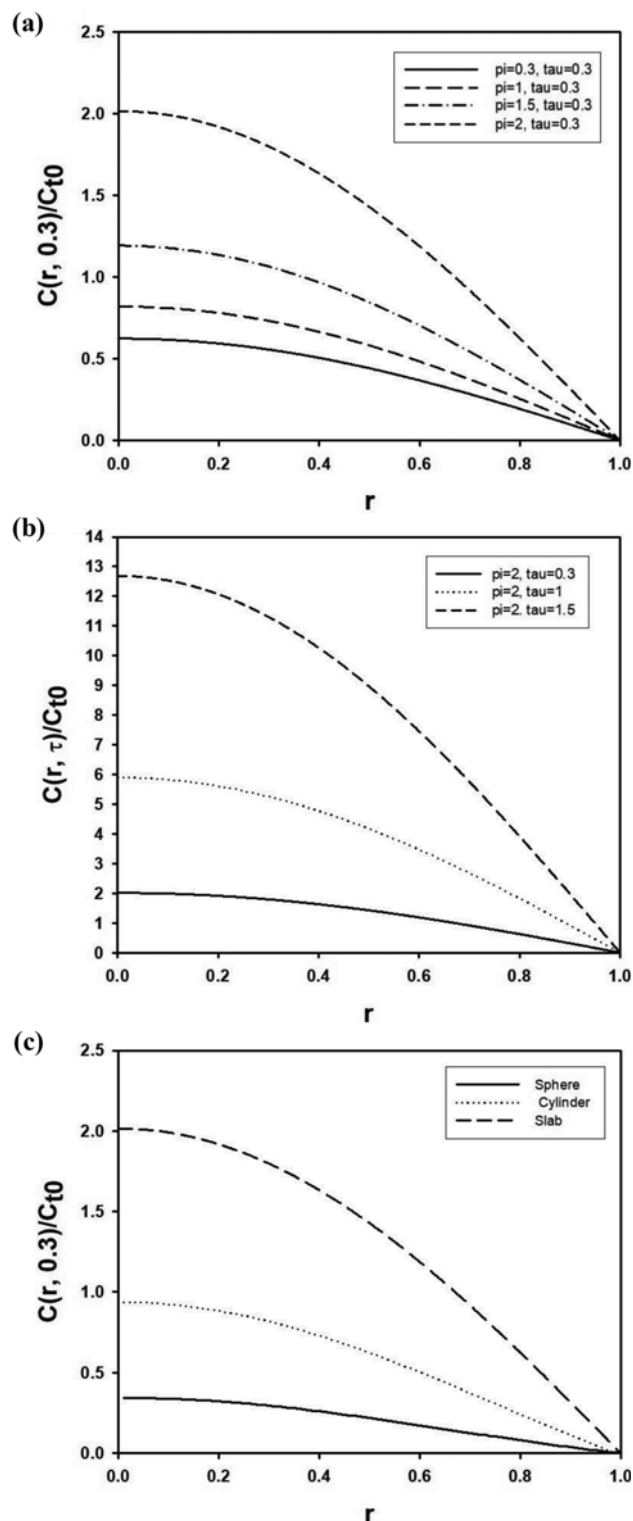 (a)
2.5
2.0
1.5
1.0
0.5
0.0
C(r, 0.3)/Ct0
pi=0.3, tau=0.3
pi=1, tau=0.3
pi=1.5, tau=0.3
pi=2, tau=0.3
0.0 0.2 0.4 0.6 0.8 1.0
r
(b)
14
13
12
11
10
9
8
7
6
5
4
3
2
1
0
C(r, τ)/Ct0
pi=2, tau=0.3
pi=2, tau=1
pi=2. tau=1.5
0.0 0.2 0.4 0.6 0.8 1.0
r
(c)
2.5
2.0
1.5
1.0
0.5
0.0
C(r, 0.3)/Ct0
Sphere
Cylinder
Slab
0.0 0.2 0.4 0.6 0.8 1.0
r